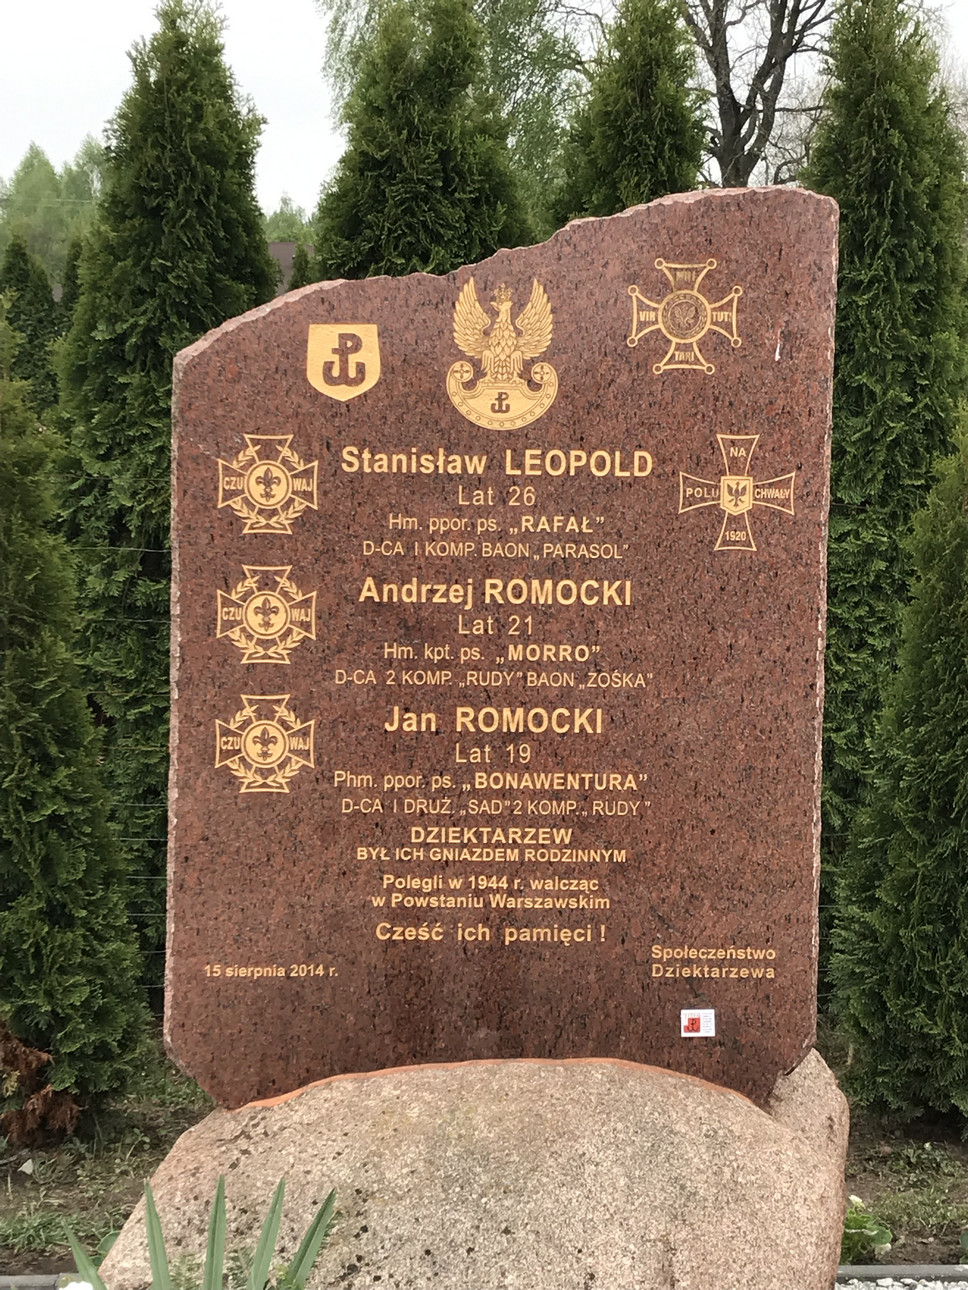 MILI
VIR TUTI
TARI
CZU WAJ
Stanisław LEOPOLD
NA
POLU CHWAŁY
1920
Lat 26
Hm. ppor. ps. „RAFAŁ”
D-CA I KOMP. BAON „PARASOL”
CZU WAJ
Andrzej ROMOCKI
Lat 21
Hm. kpt. ps. „MORRO”
D-CA 2 KOMP. „RUDY” BAON „ZOŚKA”
CZU WAJ
Jan ROMOCKI
Lat 19
Phm. ppor. ps. „BONAWENTURA”
D-CA I DRUŻ. „SAD” 2 KOMP. „RUDY”
DZIEKTARZEW
BYŁ ICH GNIAZDEM RODZINNYM
Polegli w 1944 r. walcząc
w Powstaniu Warszawskim
Cześć ich pamięci !
15 sierpnia 2014 r.
Społeczeństwo
Dziektarzewa